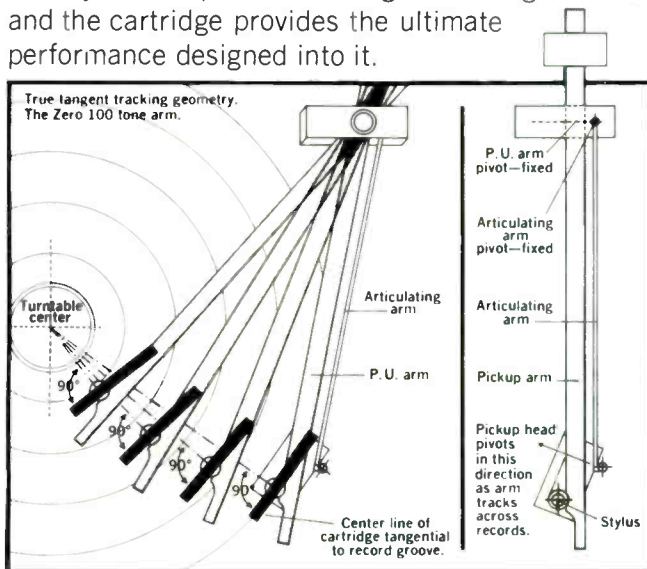 and the cartridge provides the ultimate
performance designed into it.
True tangent tracking geometry.
The Zero 100 tone arm.
Turntable
center
90°
90°
90°
90°
Articulating
arm
P.U. arm
Center line of
cartridge tangential
to record groove.
P.U. arm
pivot—fixed
Articulating
arm
pivot—fixed
Articulating
arm
Pickup arm
Pickup head
pivots
in this
direction
as arm
tracks
across
records.
Stylus